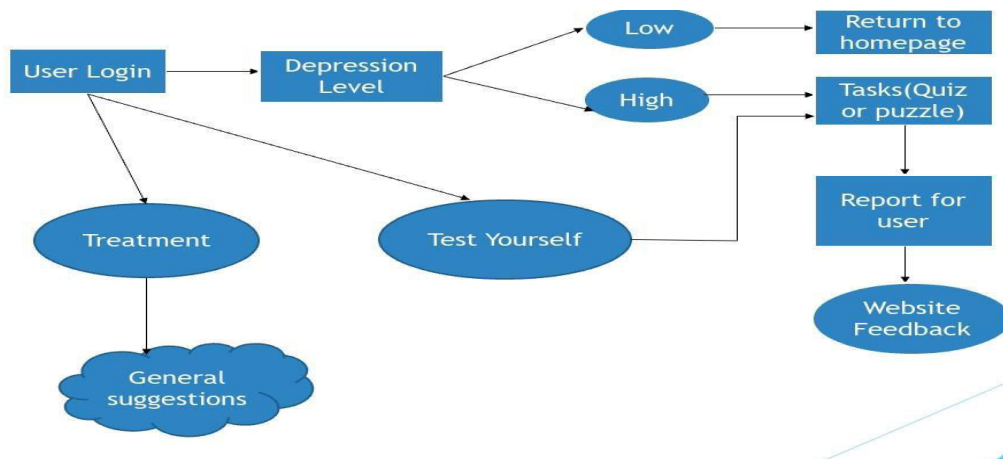 User Login
Depression
Level
Low
High
Return to
homepage
Tasks(Quiz
or puzzle)
Report for
user
Website
Feedback
Treatment
Test Yourself
General
suggestions